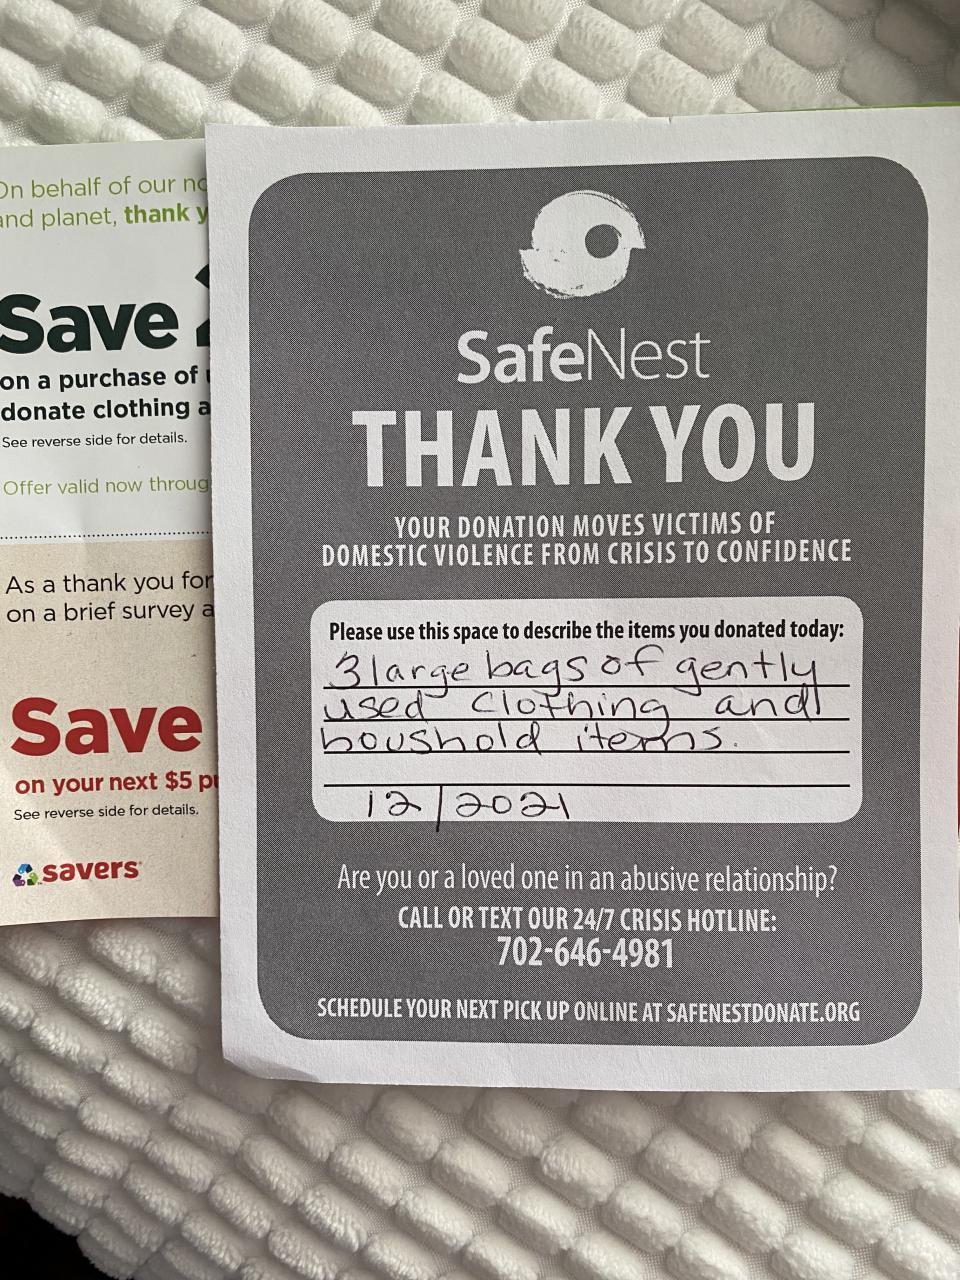 On behalf of our
and planet, thank
Save
on a purchase of
donate clothing
See reverse side for details.
Offer valid now
As a thank you for
on a brief survey
Save
on your next $5
See reverse side for details.
savers
SafeNest
THANK YOU
YOUR DONATION MOVES VICTIMS OF
DOMESTIC VIOLENCE FROM CRISIS TO CONFIDENCE
Please use this space to describe the items you donated today:
3 large bags of gently
used clothing and
houshold items.
12/2021
Are you or a loved one in an abusive relationship?
CALL OR TEXT OUR 24/7 CRISIS HOTLINE:
702-646-4981
SCHEDULE YOUR NEXT PICK UP ONLINE AT SAFENESTDONATE.ORG